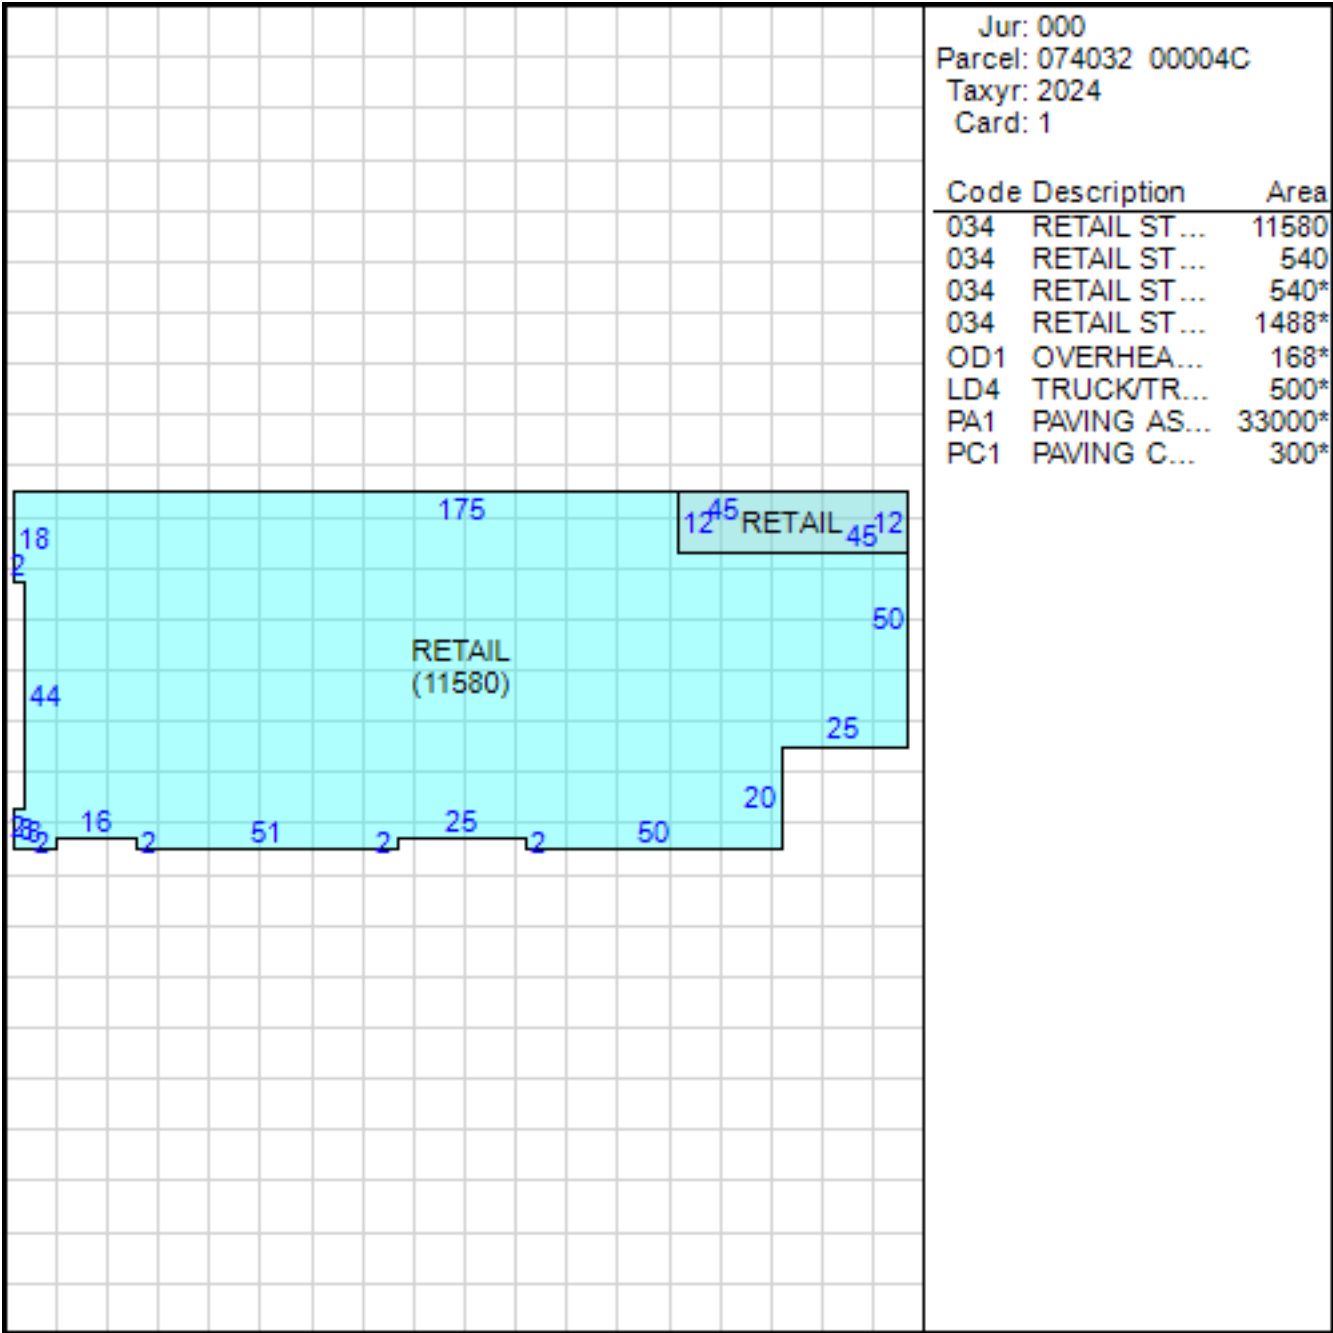 Jur: 000
Parcel: 074032 00004C
Taxyr: 2024
Card: 1
Code Description Area
034 RETAIL ST... 11580
034 RETAIL ST... 540
034 RETAIL ST... 540*
034 RETAIL ST... 1488*
OD1 OVERHEA... 168*
LD4 TRUCK/TR... 500*
PA1 PAVING AS... 33000*
PC1 PAVING C... 300*
175
45
12 RETAIL 12
45
18
2
50
RETAIL
(11580)
44
25
20
16 25
51 50
2 2 2 2